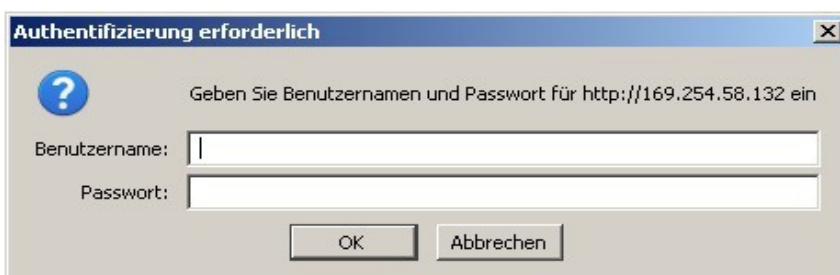 Authentifizierung erforderlich
Geben Sie Benutzernamen und Passwort für http://169.254.58.132 ein
Benutzername:
Passwort:
OK Abbrechen